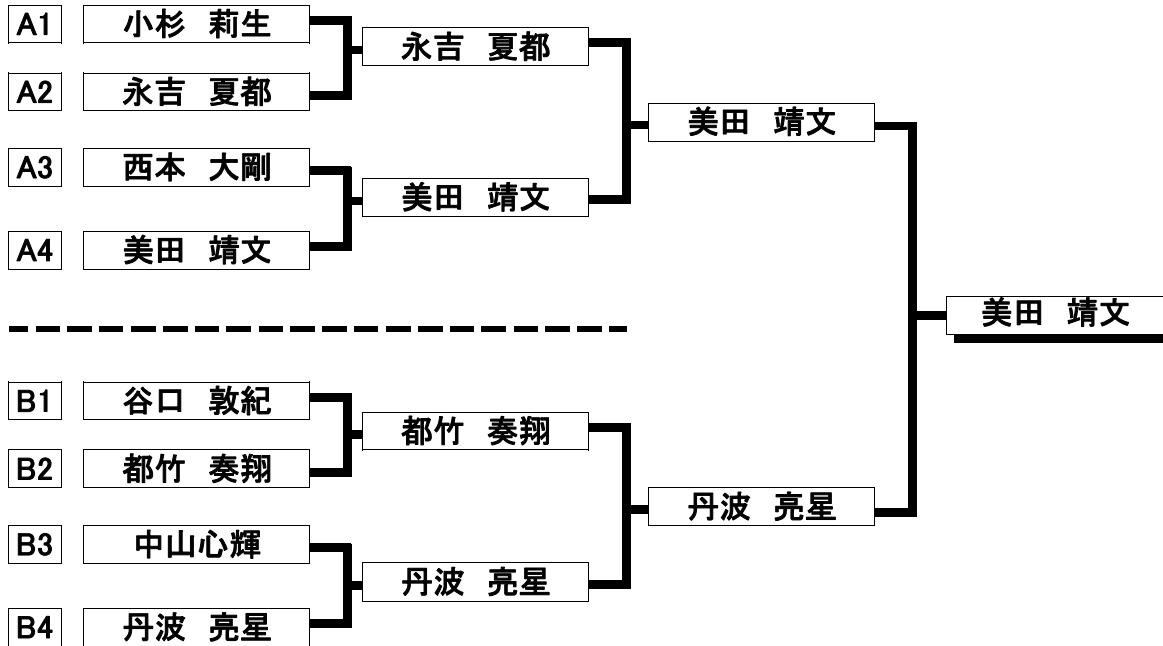 A1 小杉　莉生
永吉　夏都
A2 永吉　夏都
美田　靖文
A3 西本　大剛
美田　靖文
A4 美田　靖文
美田　靖文
B1 谷口　敦紀
都竹　奏翔
B2 都竹　奏翔
丹波　亮星
B3 中山心輝
丹波　亮星
B4 丹波　亮星